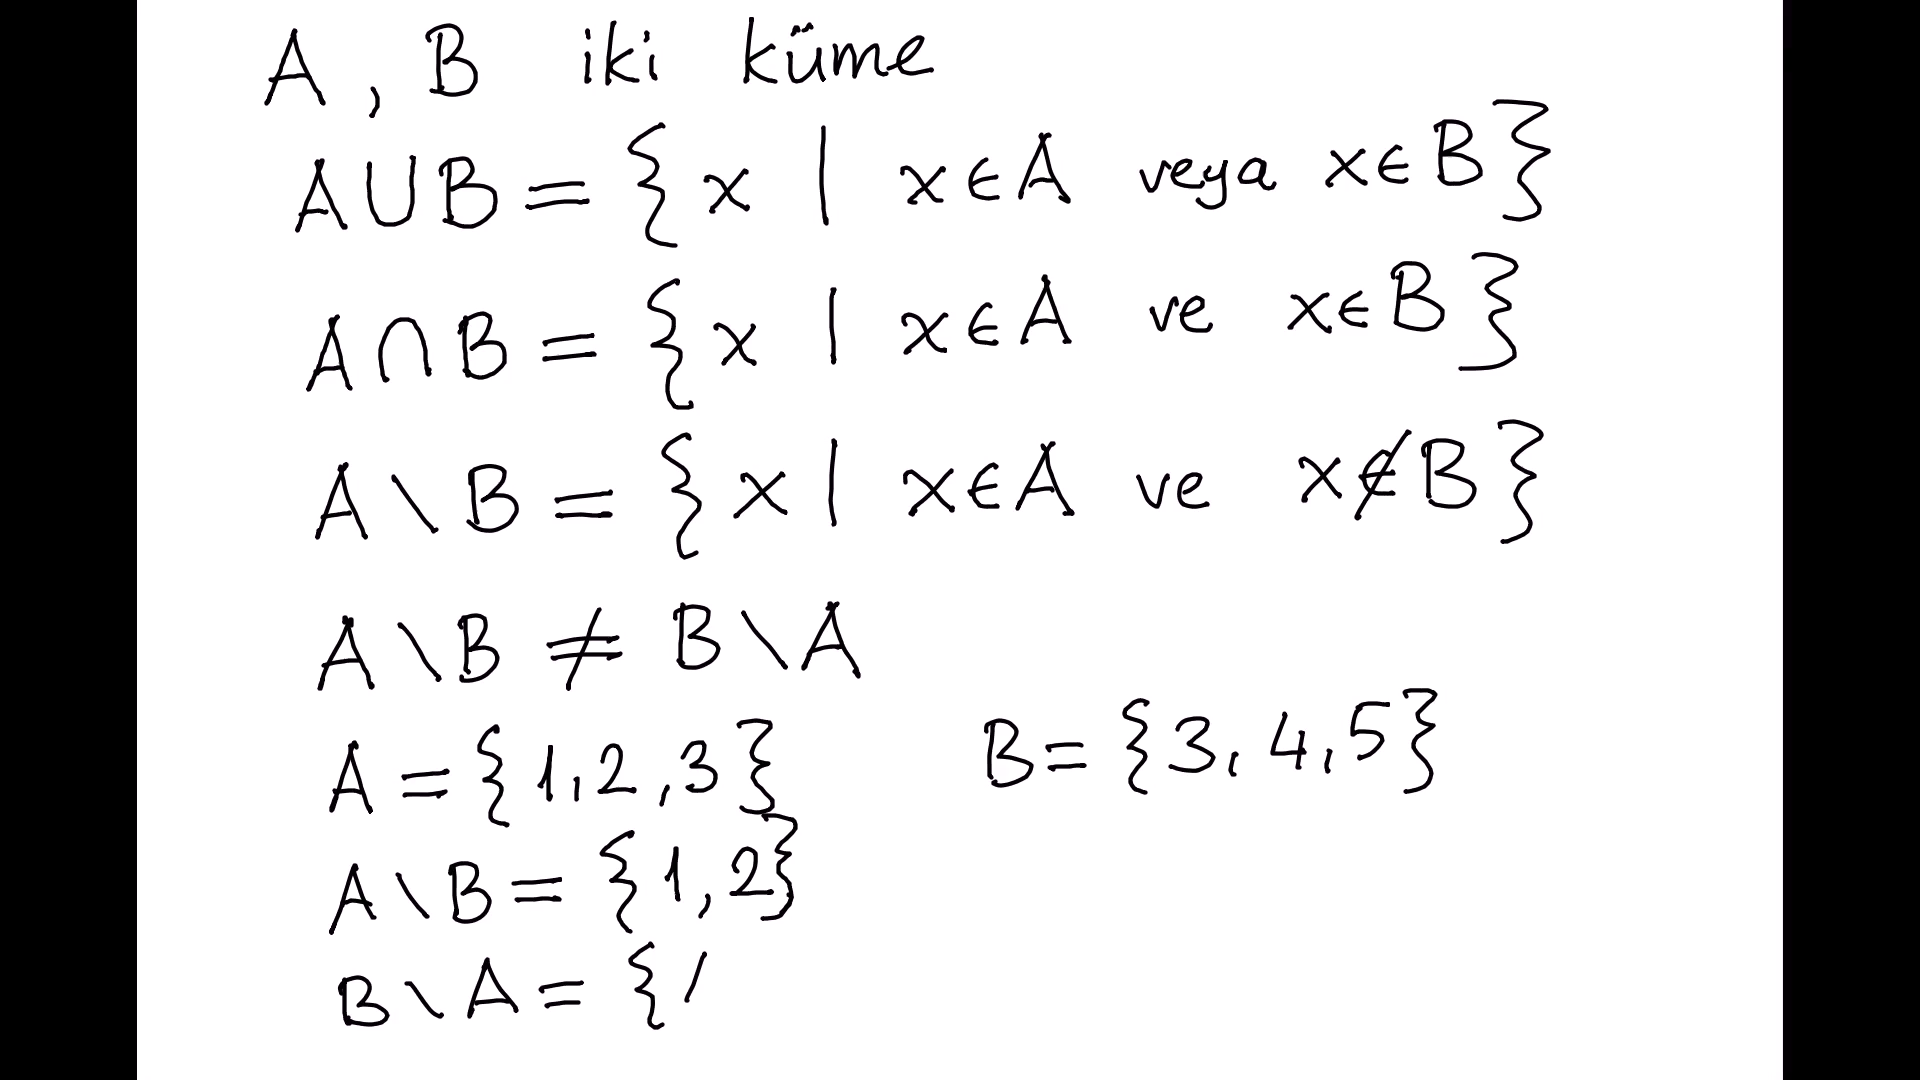 A, B iki küme
A∪B = {x | x∈A veya x∈B}
A∩B = {x | x∈A ve x∈B}
A\B = {x | x∈A ve x∉B}
A\B ≠ B\A
A = {1,2,3} B = {3,4,5}
A\B = {1,2}
B\A = {